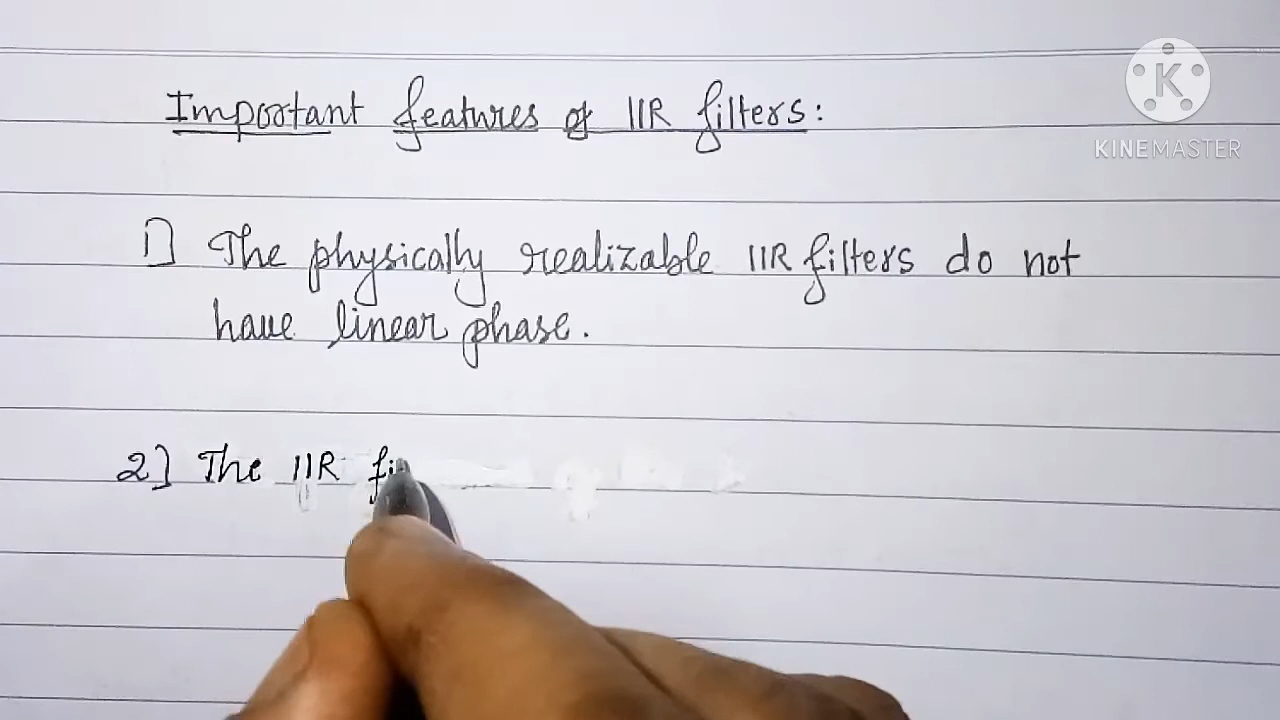 Important features of IIR filters:
KINEMASTER
1] The physically realizable IIR filters do not
have linear phase.
2] The IIR fi